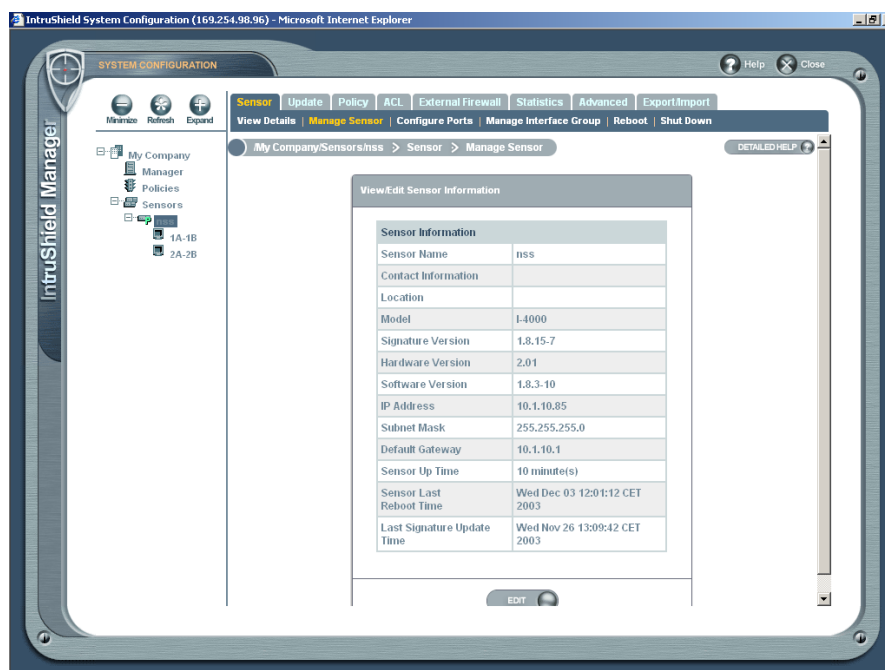 IntruShield System Configuration (169.254.98.96) - Microsoft Internet Explorer
SYSTEM CONFIGURATION
Help
Close
Minimize
Refresh
Expand
Sensor
Update
Policy
ACL
External Firewall
Statistics
Advanced
Export/Import
View Details | Manage Sensor | Configure Ports | Manage Interface Group | Reboot | Shut Down
IntruShield Manager
My Company
Manager
Policies
Sensors
nss
1A-1B
2A-2B
/My Company/Sensors/nss > Sensor > Manage Sensor
DETAILED HELP
View/Edit Sensor Information
Sensor Information
Sensor Name nss
Contact Information
Location
Model I-4000
Signature Version 1.8.15-7
Hardware Version 2.01
Software Version 1.8.3-10
IP Address 10.1.10.85
Subnet Mask 255.255.255.0
Default Gateway 10.1.10.1
Sensor Up Time 10 minute(s)
Sensor Last Reboot Time Wed Dec 03 12:01:12 CET 2003
Last Signature Update Time Wed Nov 26 13:09:42 CET 2003
EDIT